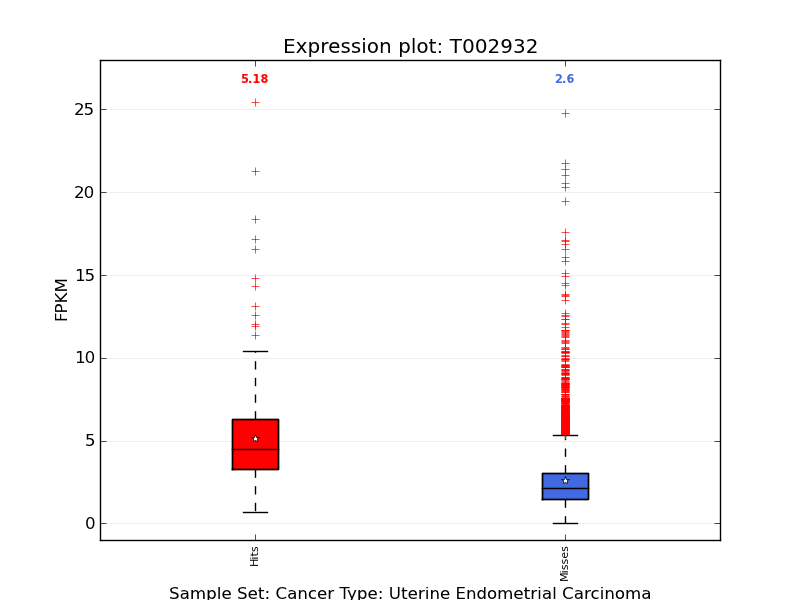 Expression plot: T002932
5.18
2.6
25
20
15
10
5
0
FPKM
Hits
Misses
Sample Set: Cancer Type: Uterine Endometrial Carcinoma